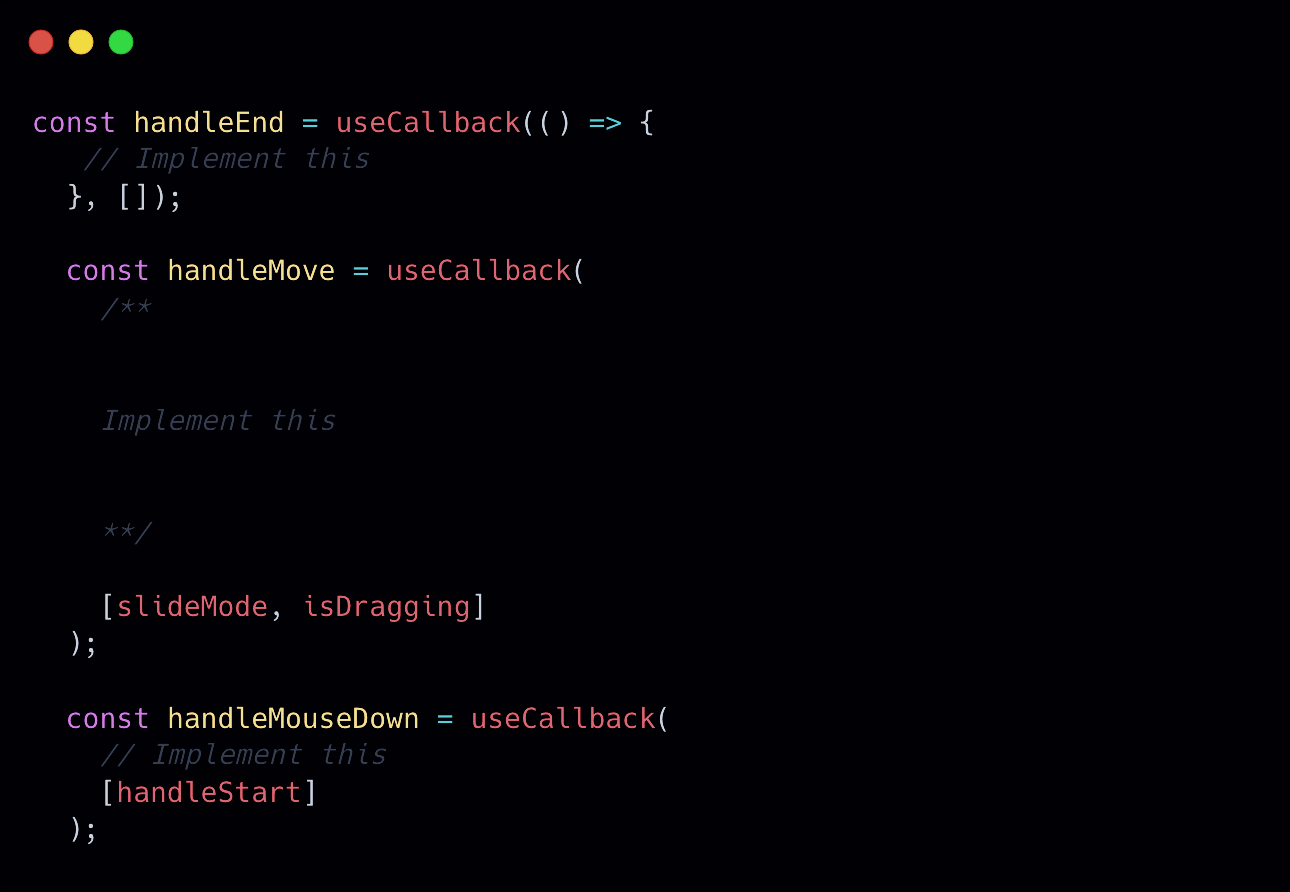 const handleEnd = useCallback(() => {
// Implement this
}, []);
const handleMove = useCallback(
/**
Implement this
**/
[slideMode, isDragging]
);
const handleMouseDown = useCallback(
// Implement this
[handleStart]
);